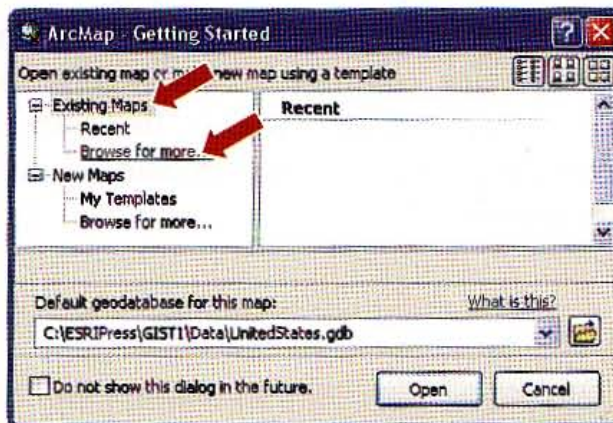 ArcMap - Getting Started
Open existing map or new map using a template
Existing Maps
Recent
Browse for more...
New Maps
My Templates
Browse for more...
Recent
Default geodatabase for this map:
What is this?
C:\ESRIPress\GIST1\Data\UnitedStates.gdb
Do not show this dialog in the future.
Open
Cancel